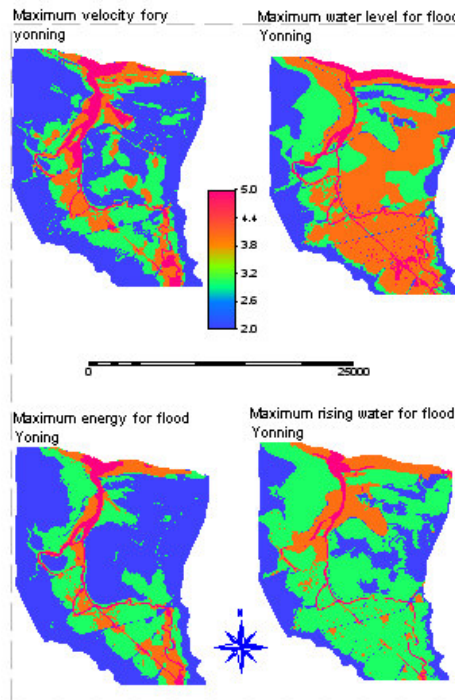 Maximum velocity fory
yonning
Maximum water level for flood
Yonning
5.0
4.4
3.8
3.2
2.6
2.0
0
25000
Maximum energy for flood
Yoning
Maximum rising water for flood
Yonning
N